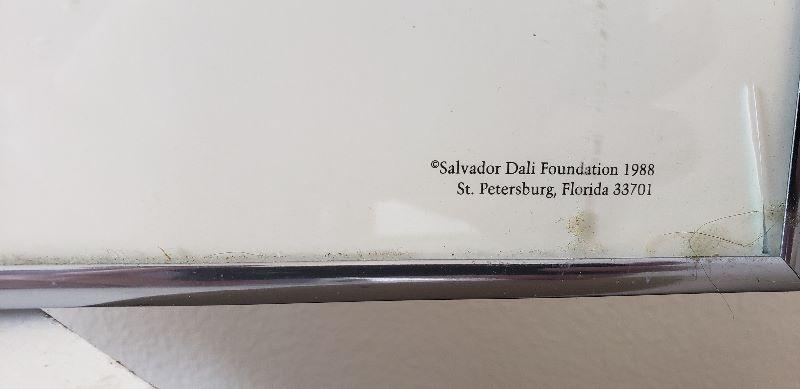 ©Salvador Dali Foundation 1988
St. Petersburg, Florida 33701